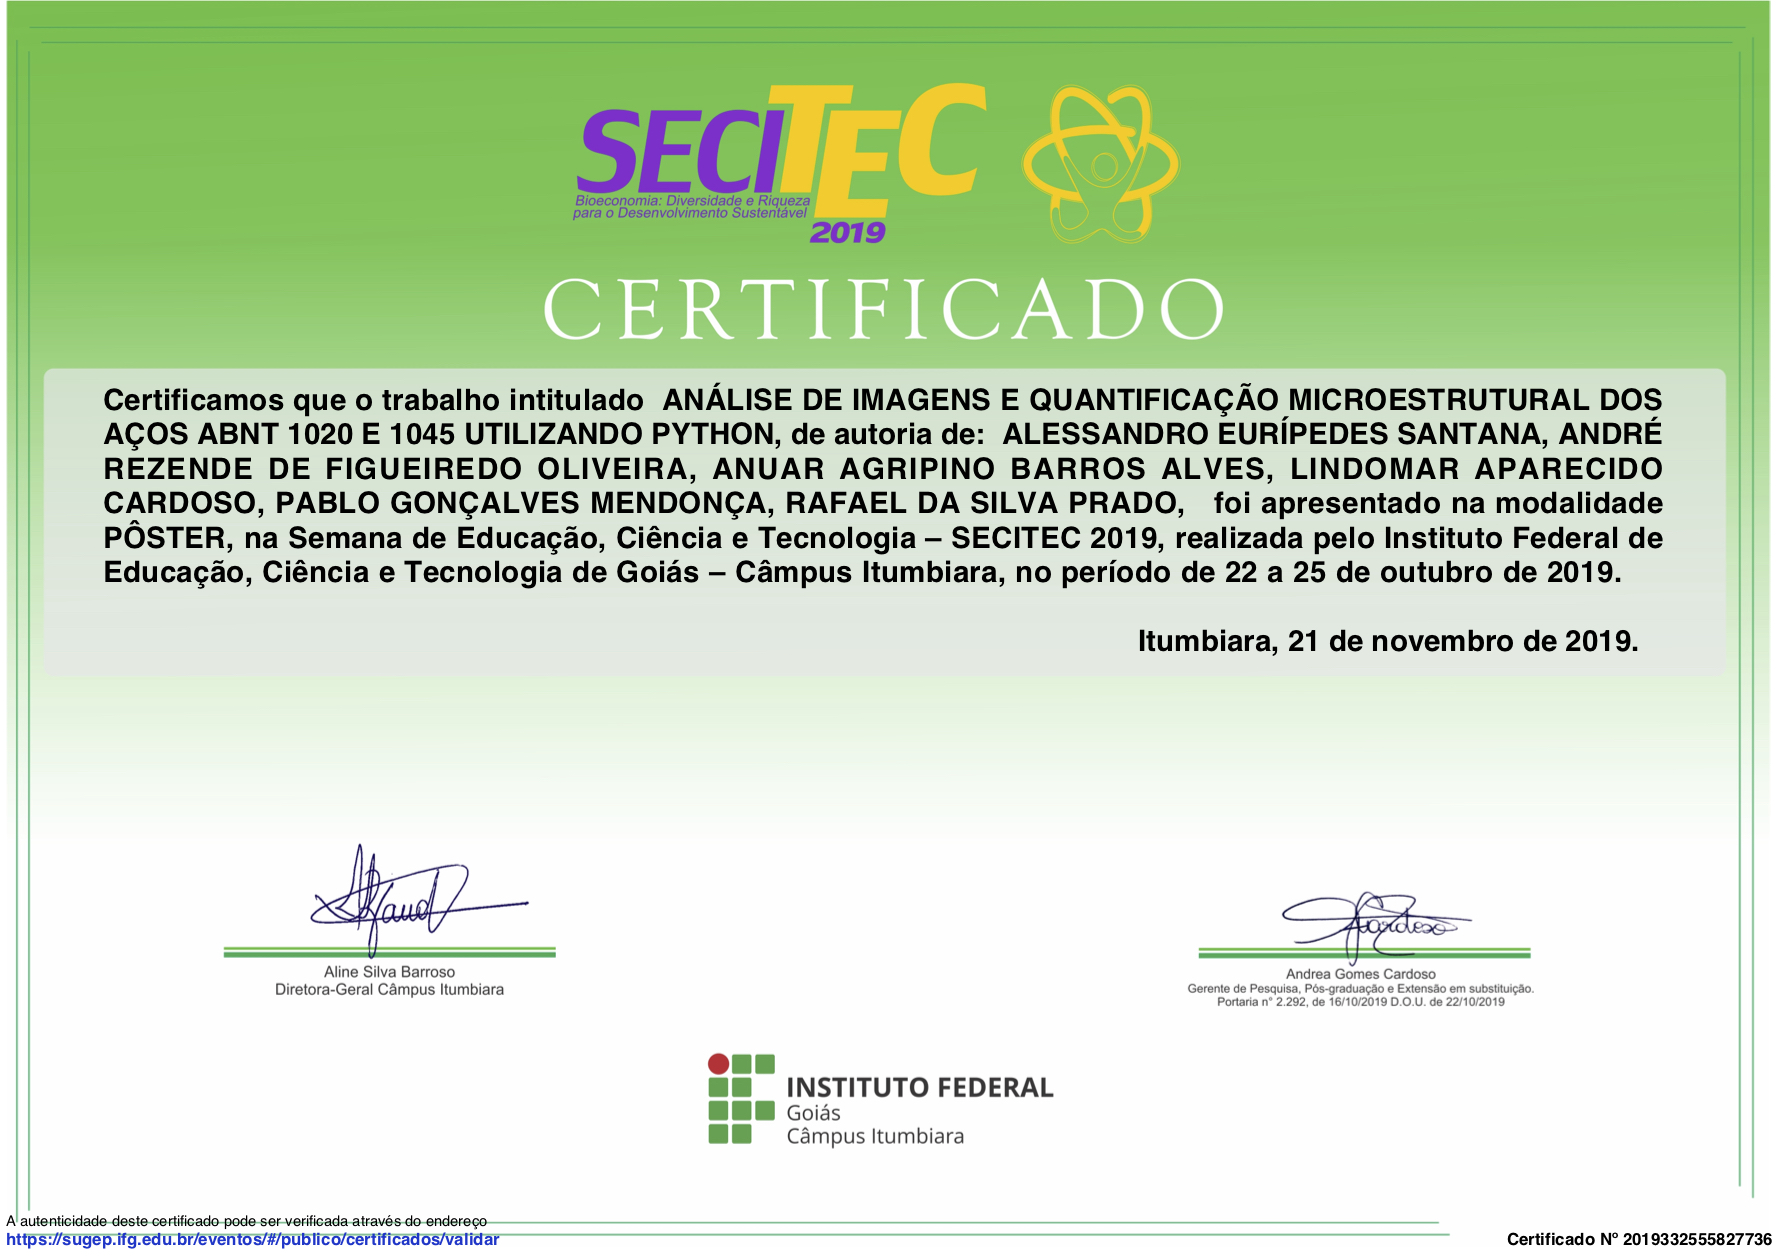 SECITEC
Bioeconomia: Diversidade e Riqueza
para o Desenvolvimento Sustentável
2019
CERTIFICADO
Certificamos que o trabalho intitulado ANÁLISE DE IMAGENS E QUANTIFICAÇÃO MICROESTRUTURAL DOS
AÇOS ABNT 1020 E 1045 UTILIZANDO PYTHON, de autoria de: ALESSANDRO EURÍPEDES SANTANA, ANDRÉ
REZENDE DE FIGUEIREDO OLIVEIRA, ANUAR AGRIPINO BARROS ALVES, LINDOMAR APARECIDO
CARDOSO, PABLO GONÇALVES MENDONÇA, RAFAEL DA SILVA PRADO, foi apresentado na modalidade
PÔSTER, na Semana de Educação, Ciência e Tecnologia – SECITEC 2019, realizada pelo Instituto Federal de
Educação, Ciência e Tecnologia de Goiás – Câmpus Itumbiara, no período de 22 a 25 de outubro de 2019.
Itumbiara, 21 de novembro de 2019.
Aline Silva Barroso
Diretora-Geral Câmpus Itumbiara
Andrea Gomes Cardoso
Gerente de Pesquisa, Pós-graduação e Extensão em substituição.
Portaria n° 2.292, de 16/10/2019 D.O.U. de 22/10/2019
INSTITUTO FEDERAL
Goiás
Câmpus Itumbiara
A autenticidade deste certificado pode ser verificada através do endereço
https://sugep.ifg.edu.br/eventos/#/publico/certificados/validar
Certificado Nº 2019332555827736